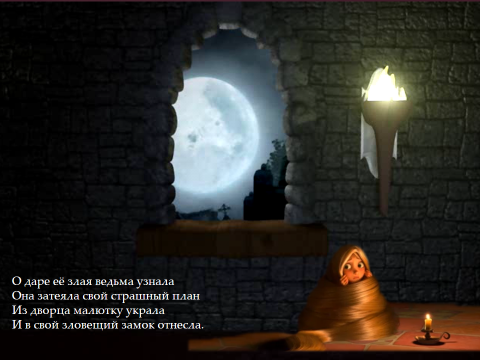 О даре её злая ведьма узнала
Она затеяла свой страшный план
Из дворца малютку украла
И в свой зловещий замок отнесла.